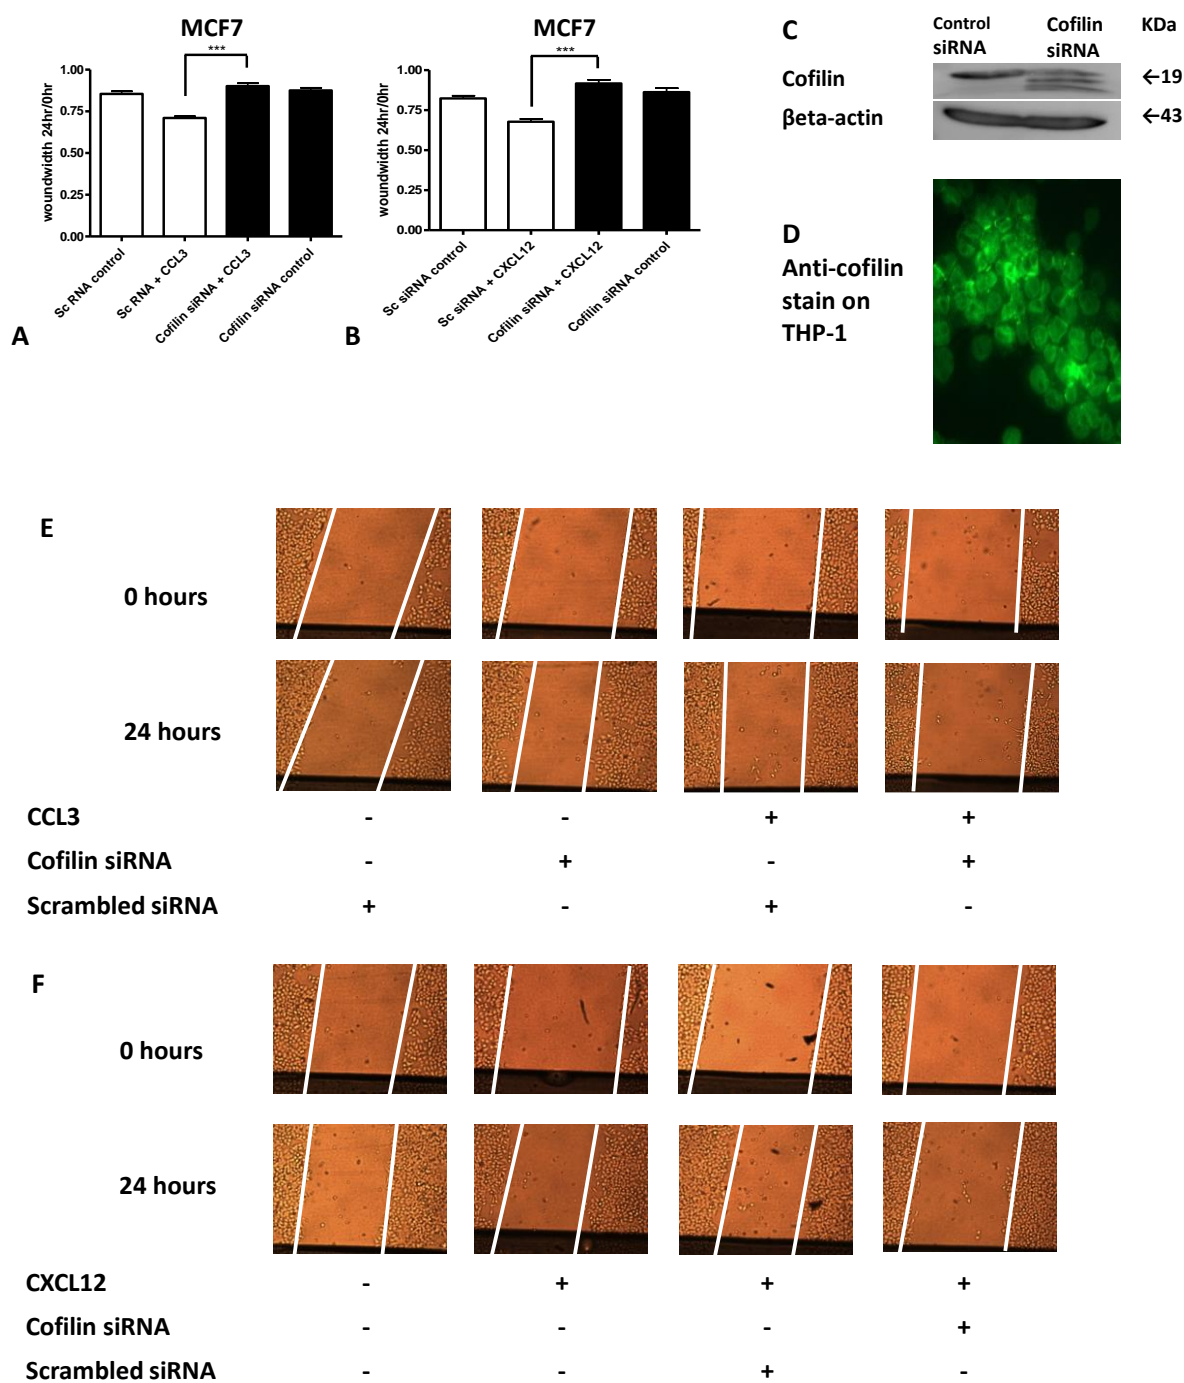 MCF7
***
1.00
0.75
0.50
0.25
0.00
woundwidth 24hr/0hr
Sc RNA control
Sc RNA + CCL3
Cofilin siRNA + CCL3
Cofilin siRNA control
A
MCF7
***
1.00
0.75
0.50
0.25
0.00
woundwidth 24hr/0hr
Sc siRNA control
Sc siRNA + CXCL12
Cofilin siRNA + CXCL12
Cofilin siRNA control
B
C
Control
siRNA
Cofilin
siRNA
KDa
Cofilin
←19
βeta-actin
←43
D
Anti-cofilin
stain on
THP-1
E
0 hours
24 hours
CCL3 - - + +
Cofilin siRNA - + - +
Scrambled siRNA + - + -
F
0 hours
24 hours
CXCL12 - + + +
Cofilin siRNA - - - +
Scrambled siRNA - - + -